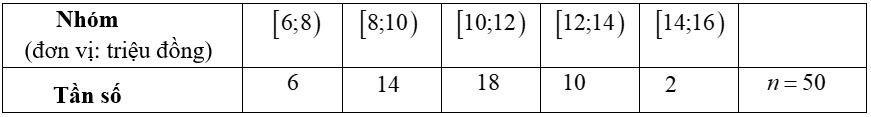 Nhóm
(đơn vị: triệu đồng) [6;8) [8;10) [10;12) [12;14) [14;16)
Tần số 6 14 18 10 2 n = 50